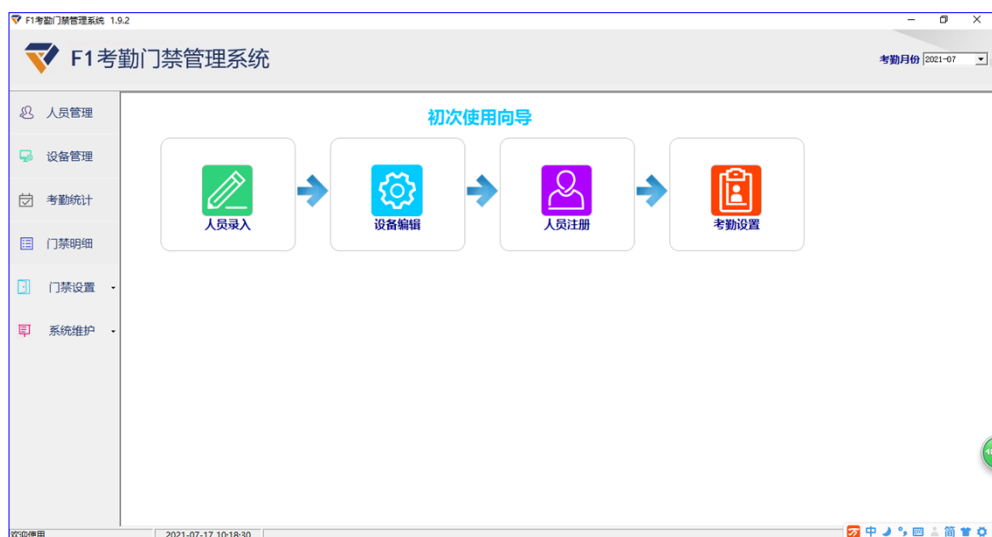 F1考勤门禁管理系统 1.9.2
F1考勤门禁管理系统
考勤月份 2021-07
人员管理
设备管理
考勤统计
门禁明细
门禁设置
系统维护
初次使用向导
人员录入
设备编辑
人员注册
考勤设置
欢迎使用 2021-07-17 10:18:30
中 简